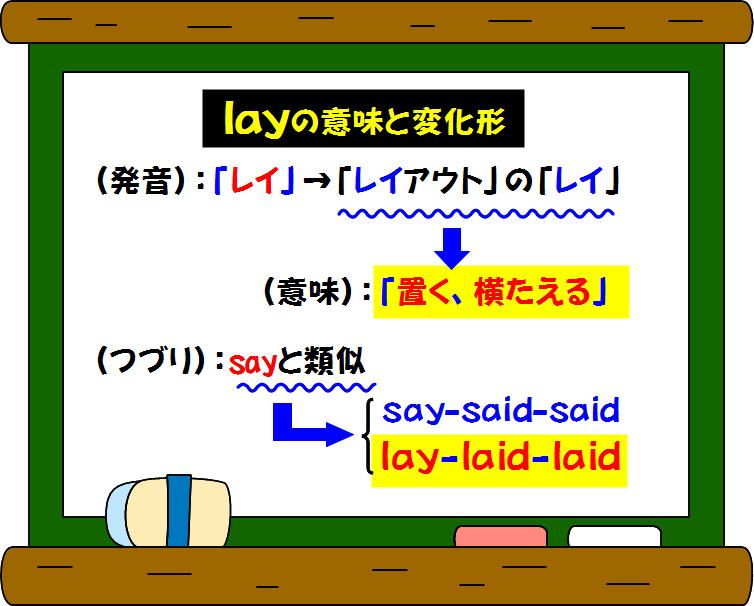 layの意味と変化形
(発音):「レイ」→「レイアウト」の「レイ」
(意味):「置く、横たえる」
(つづり):sayと類似
say-said-said
lay-laid-laid